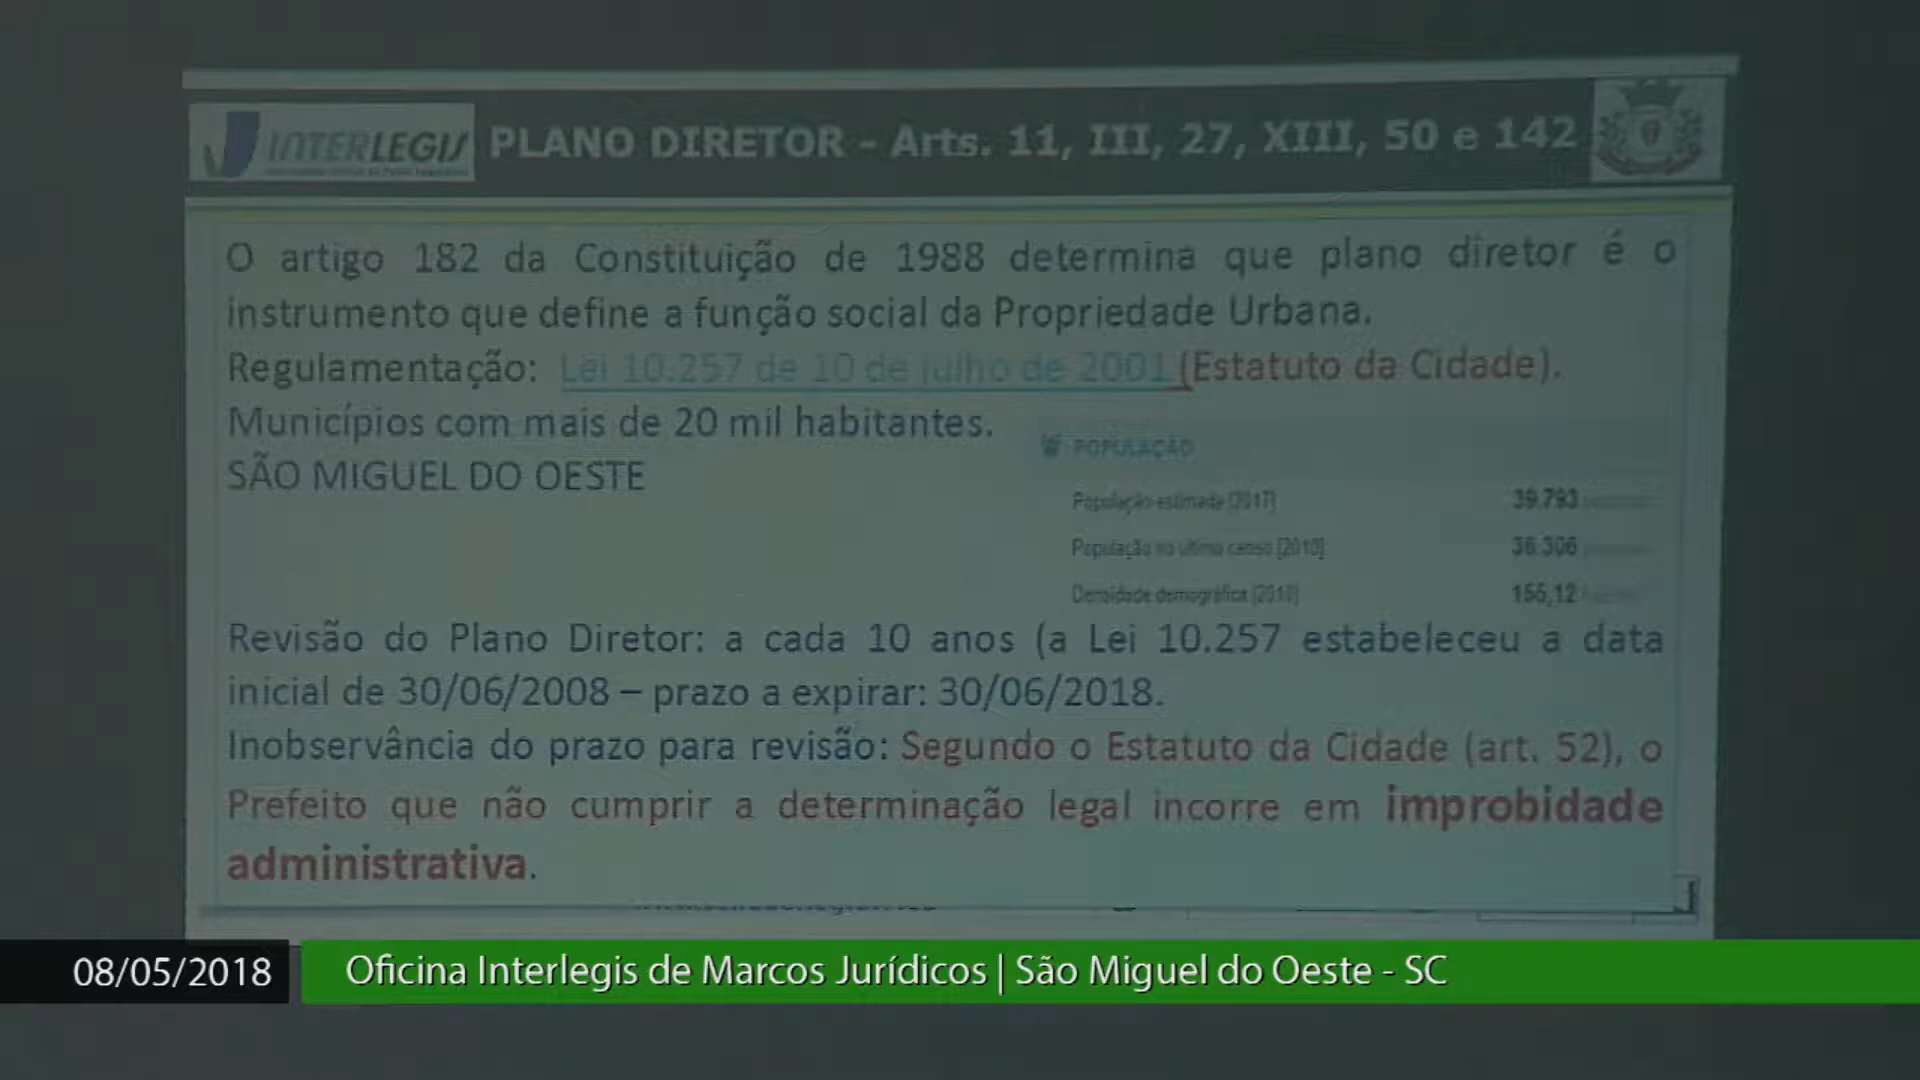 INTERLEGIS
PLANO DIRETOR - Arts. 11, III, 27, XIII, 50 e 142
O artigo 182 da Constituição de 1988 determina que plano diretor é o
instrumento que define a função social da Propriedade Urbana.
Regulamentação: Lei 10.257 de 10 de julho de 2001 (Estatuto da Cidade).
Municípios com mais de 20 mil habitantes.
POPULAÇÃO
SÃO MIGUEL DO OESTE
População estimada [2017] 39.793
População no último censo [2010] 36.306
Densidade demográfica [2010] 155,12
Revisão do Plano Diretor: a cada 10 anos (a Lei 10.257 estabeleceu a data
inicial de 30/06/2008 – prazo a expirar: 30/06/2018.
Inobservância do prazo para revisão: Segundo o Estatuto da Cidade (art. 52), o
Prefeito que não cumprir a determinação legal incorre em improbidade
administrativa.
08/05/2018
Oficina Interlegis de Marcos Jurídicos | São Miguel do Oeste - SC